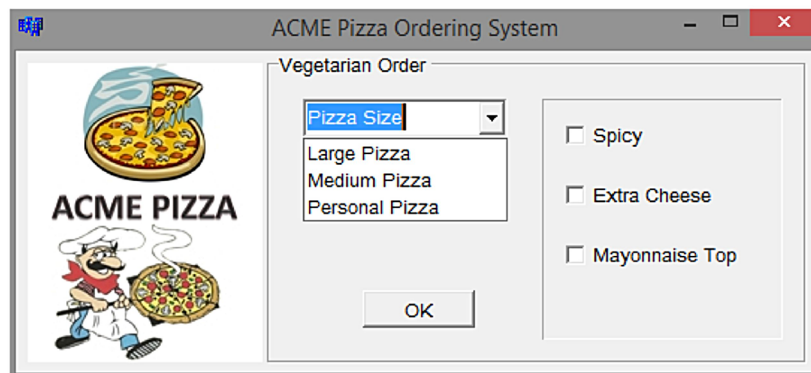 ACME Pizza Ordering System
ACME PIZZA
Vegetarian Order
Pizza Size
Large Pizza
Medium Pizza
Personal Pizza
OK
Spicy
Extra Cheese
Mayonnaise Top